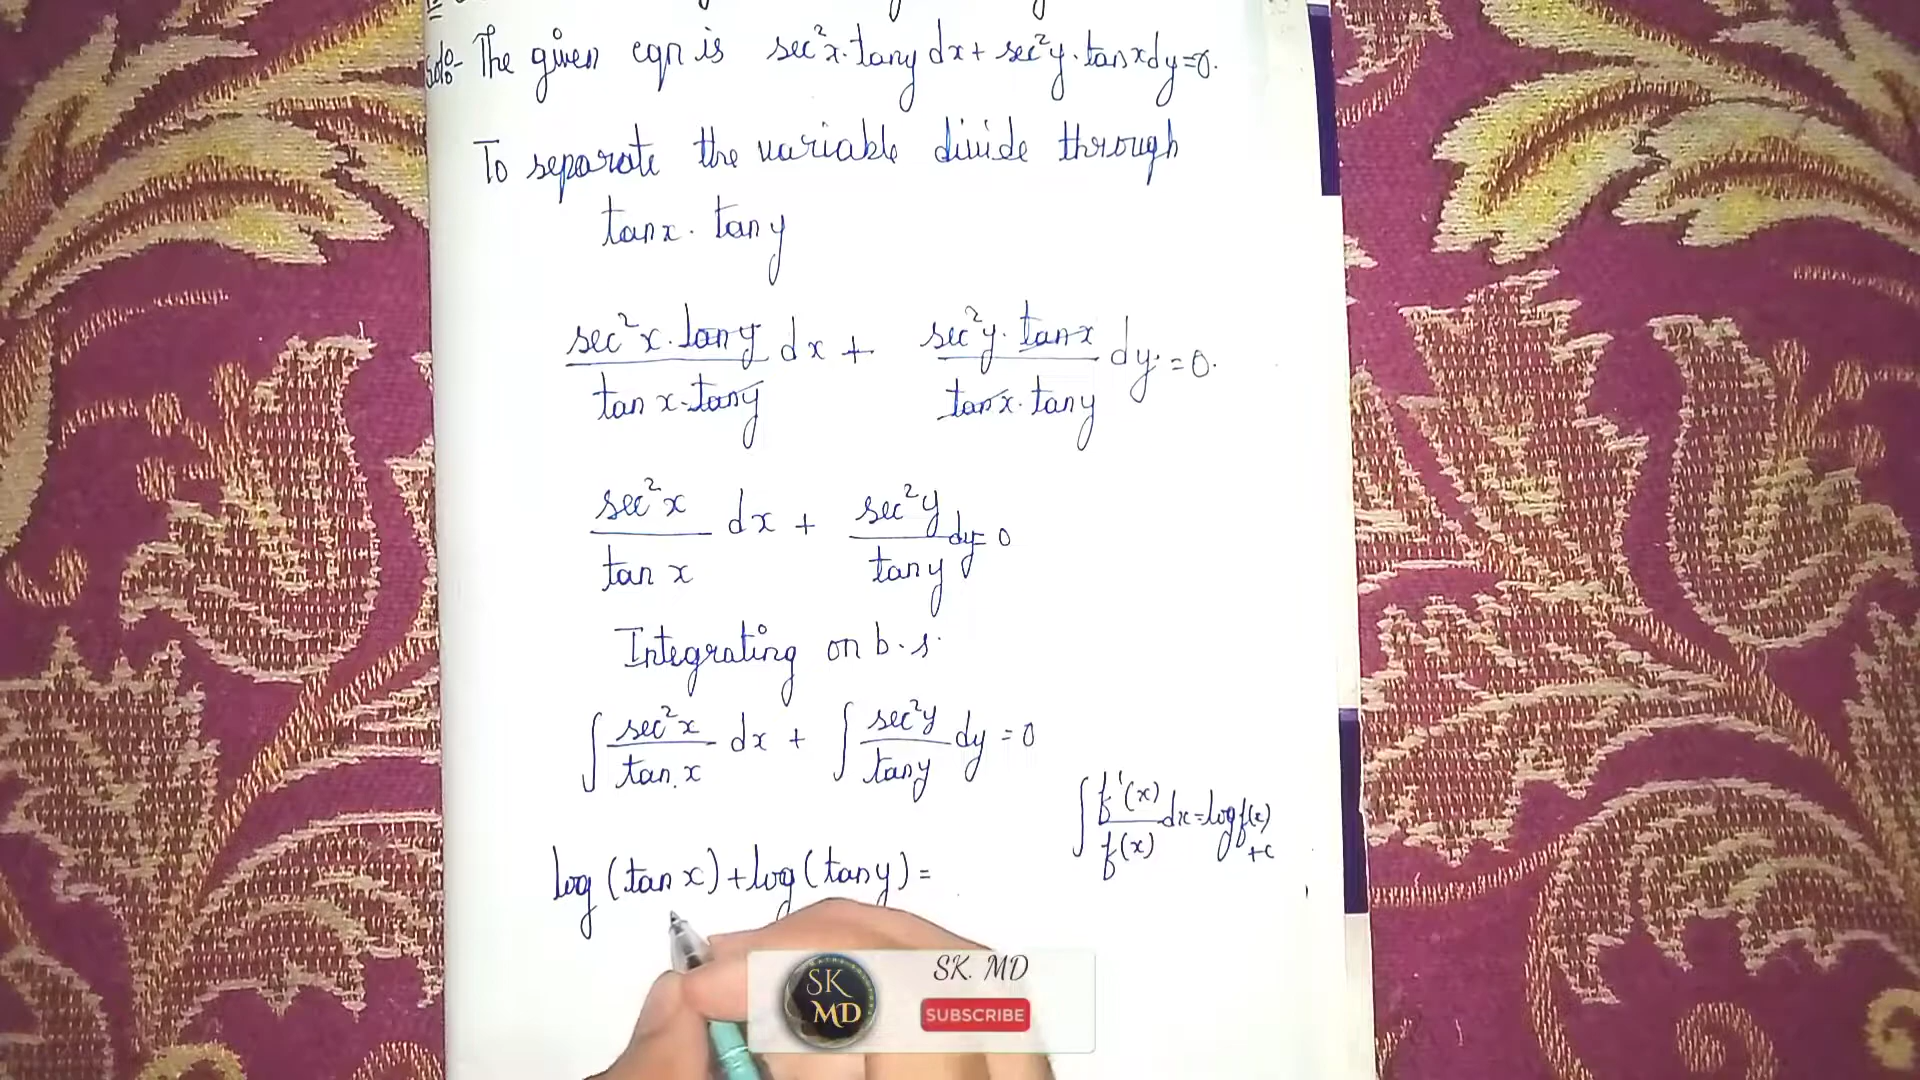 Sol:- The given eqn is sec²x·tany dx + sec²y·tanx dy = 0.
To separate the variable divide through
tanx · tany
sec²x·tany / tanx·tany dx + sec²y·tanx / tanx·tany dy = 0.
sec²x / tan x dx + sec²y / tany dy = 0
Integrating on b.s.
∫ sec²x / tan x dx + ∫ sec²y / tany dy = 0
∫ f'(x) / f(x) dx = log f(x) + c
log (tan x) + log (tan y) =
SK MD
SK. MD
SUBSCRIBE